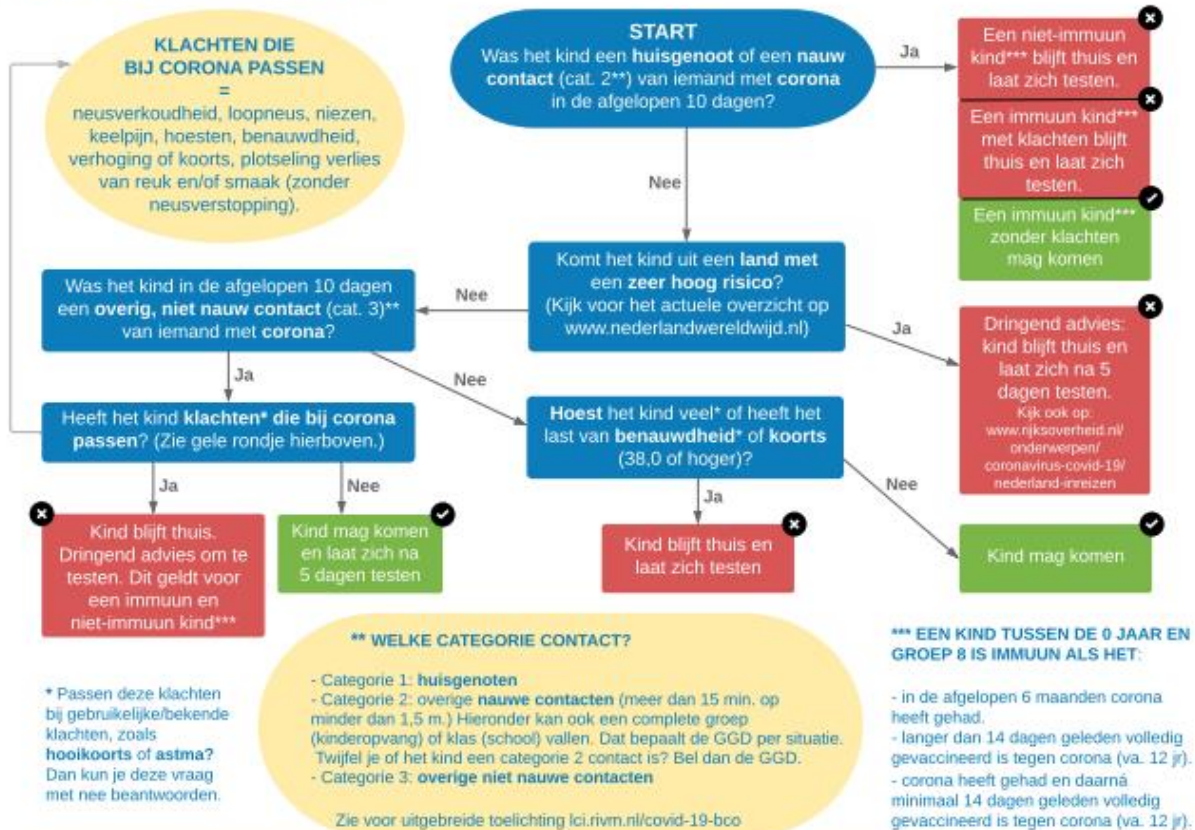 KLACHTEN DIE
BIJ CORONA PASSEN
=
neusverkoudheid, loopneus, niezen,
keelpijn, hoesten, benauwdheid,
verhoging of koorts, plotseling verlies
van reuk en/of smaak (zonder
neusverstopping).
START
Was het kind een huisgenoot of een nauw
contact (cat. 2**) van iemand met corona
in de afgelopen 10 dagen?
Ja
Een niet-immuun
kind*** blijft thuis en
laat zich testen.
Een immuun kind***
met klachten blijft
thuis en laat zich
testen.
Een immuun kind***
zonder klachten
mag komen
Nee
Komt het kind uit een land met
een zeer hoog risico?
(Kijk voor het actuele overzicht op
www.nederlandwereldwijd.nl)
Nee
Ja
Dringend advies:
kind blijft thuis en
laat zich na 5
dagen testen.
Kijk ook op:
www.rijksoverheid.nl/
onderwerpen/
coronavirus-covid-19/
nederland-inreizen
Was het kind in de afgelopen 10 dagen
een overig, niet nauw contact (cat. 3)**
van iemand met corona?
Ja
Nee
Heeft het kind klachten* die bij corona
passen? (Zie gele rondje hierboven.)
Hoest het kind veel* of heeft het
last van benauwdheid* of koorts
(38,0 of hoger)?
Ja
Nee
Ja
Nee
Kind blijft thuis.
Dringend advies om te
testen. Dit geldt voor
een immuun en
niet-immuun kind***
Kind mag komen
en laat zich na
5 dagen testen
Kind blijft thuis en
laat zich testen
Kind mag komen
* Passen deze klachten
bij gebruikelijke/bekende
klachten, zoals
hooikoorts of astma?
Dan kun je deze vraag
met nee beantwoorden.
** WELKE CATEGORIE CONTACT?
- Categorie 1: huisgenoten
- Categorie 2: overige nauwe contacten (meer dan 15 min. op
minder dan 1,5 m.) Hieronder kan ook een complete groep
(kinderopvang) of klas (school) vallen. Dat bepaalt de GGD per situatie.
Twijfel je of het kind een categorie 2 contact is? Bel dan de GGD.
- Categorie 3: overige niet nauwe contacten
Zie voor uitgebreide toelichting lci.rivm.nl/covid-19-bco
*** EEN KIND TUSSEN DE 0 JAAR EN
GROEP 8 IS IMMUUN ALS HET:
- in de afgelopen 6 maanden corona
heeft gehad.
- langer dan 14 dagen geleden volledig
gevaccineerd is tegen corona (va. 12 jr).
- corona heeft gehad en daarná
minimaal 14 dagen geleden volledig
gevaccineerd is tegen corona (va. 12 jr).